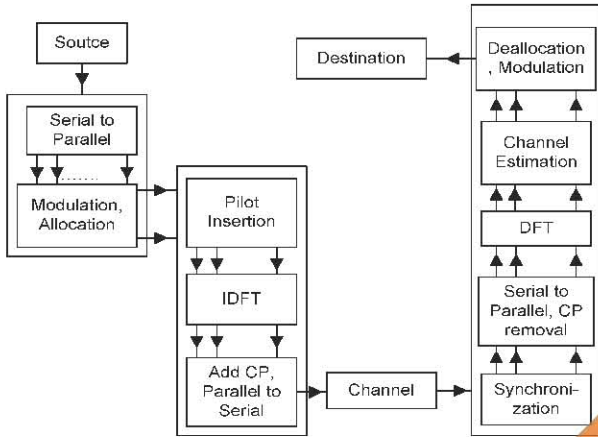 Soutce
Serial to
Parallel
Modulation,
Allocation
Pilot
Insertion
IDFT
Add CP,
Parallel to
Serial
Channel
Synchroni-
zation
Serial to
Parallel, CP
removal
DFT
Channel
Estimation
Deallocation
, Modulation
Destination